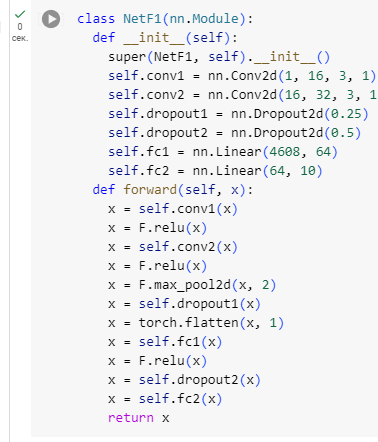 0
сек.
class NetF1(nn.Module):
  def __init__(self):
    super(NetF1, self).__init__()
    self.conv1 = nn.Conv2d(1, 16, 3, 1)
    self.conv2 = nn.Conv2d(16, 32, 3, 1
    self.dropout1 = nn.Dropout2d(0.25)
    self.dropout2 = nn.Dropout2d(0.5)
    self.fc1 = nn.Linear(4608, 64)
    self.fc2 = nn.Linear(64, 10)
  def forward(self, x):
    x = self.conv1(x)
    x = F.relu(x)
    x = self.conv2(x)
    x = F.relu(x)
    x = F.max_pool2d(x, 2)
    x = self.dropout1(x)
    x = torch.flatten(x, 1)
    x = self.fc1(x)
    x = F.relu(x)
    x = self.dropout2(x)
    x = self.fc2(x)
    return x